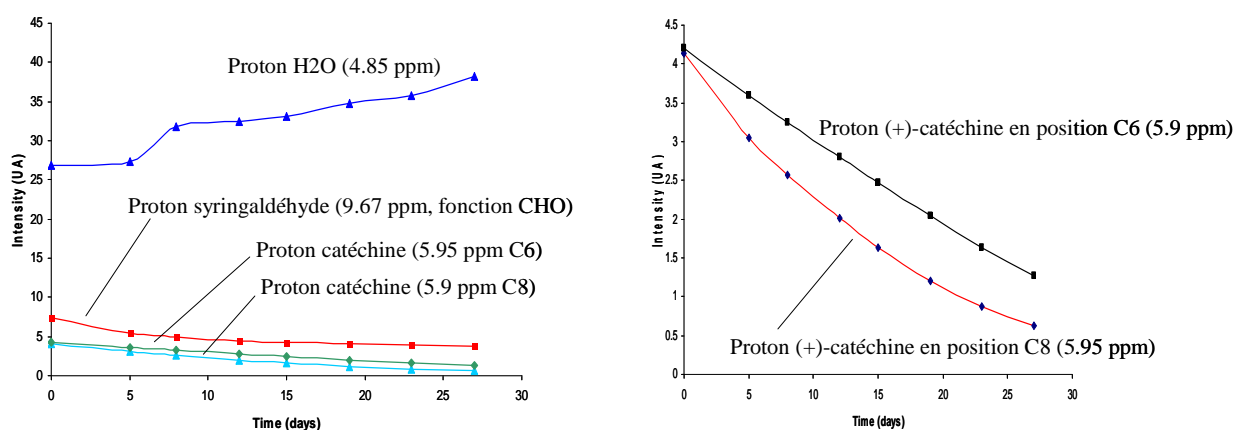 45
40
35
30
25
20
15
10
5
0
Intensity (UA)
Proton H2O (4.85 ppm)
Proton syringaldéhyde (9.67 ppm, fonction CHO)
Proton catéchine (5.95 ppm C6)
Proton catéchine (5.9 ppm C8)
0 5 10 15 20 25 30
Time (days)
4.5
4
3.5
3
2.5
2
1.5
1
0.5
0
Intensity (UA)
Proton (+)-catéchine en position C6 (5.9 ppm)
Proton (+)-catéchine en position C8 (5.95 ppm)
0 5 10 15 20 25 30
Time (days)